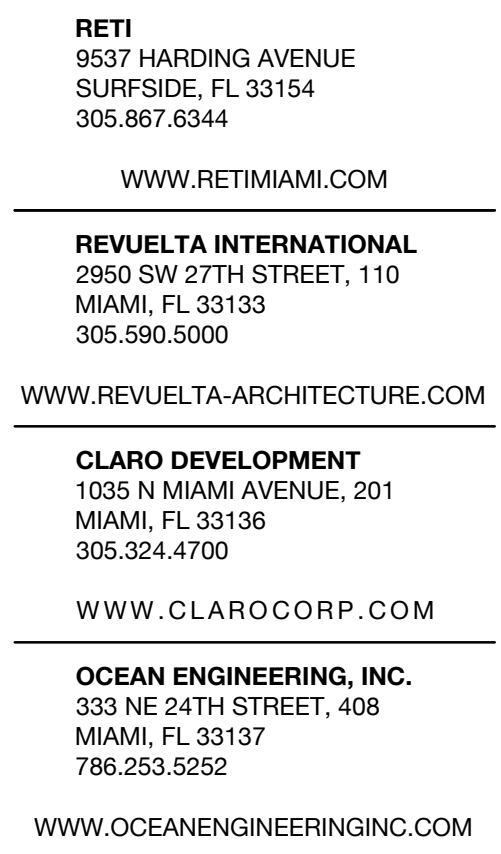 RETI
9537 HARDING AVENUE
SURFSIDE, FL 33154
305.867.6344
WWW.RETIMIAMI.COM
REVUELTA INTERNATIONAL
2950 SW 27TH STREET, 110
MIAMI, FL 33133
305.590.5000
WWW.REVUELTA-ARCHITECTURE.COM
CLARO DEVELOPMENT
1035 N MIAMI AVENUE, 201
MIAMI, FL 33136
305.324.4700
WWW.CLAROCORP.COM
OCEAN ENGINEERING, INC.
333 NE 24TH STREET, 408
MIAMI, FL 33137
786.253.5252
WWW.OCEANENGINEERINGINC.COM